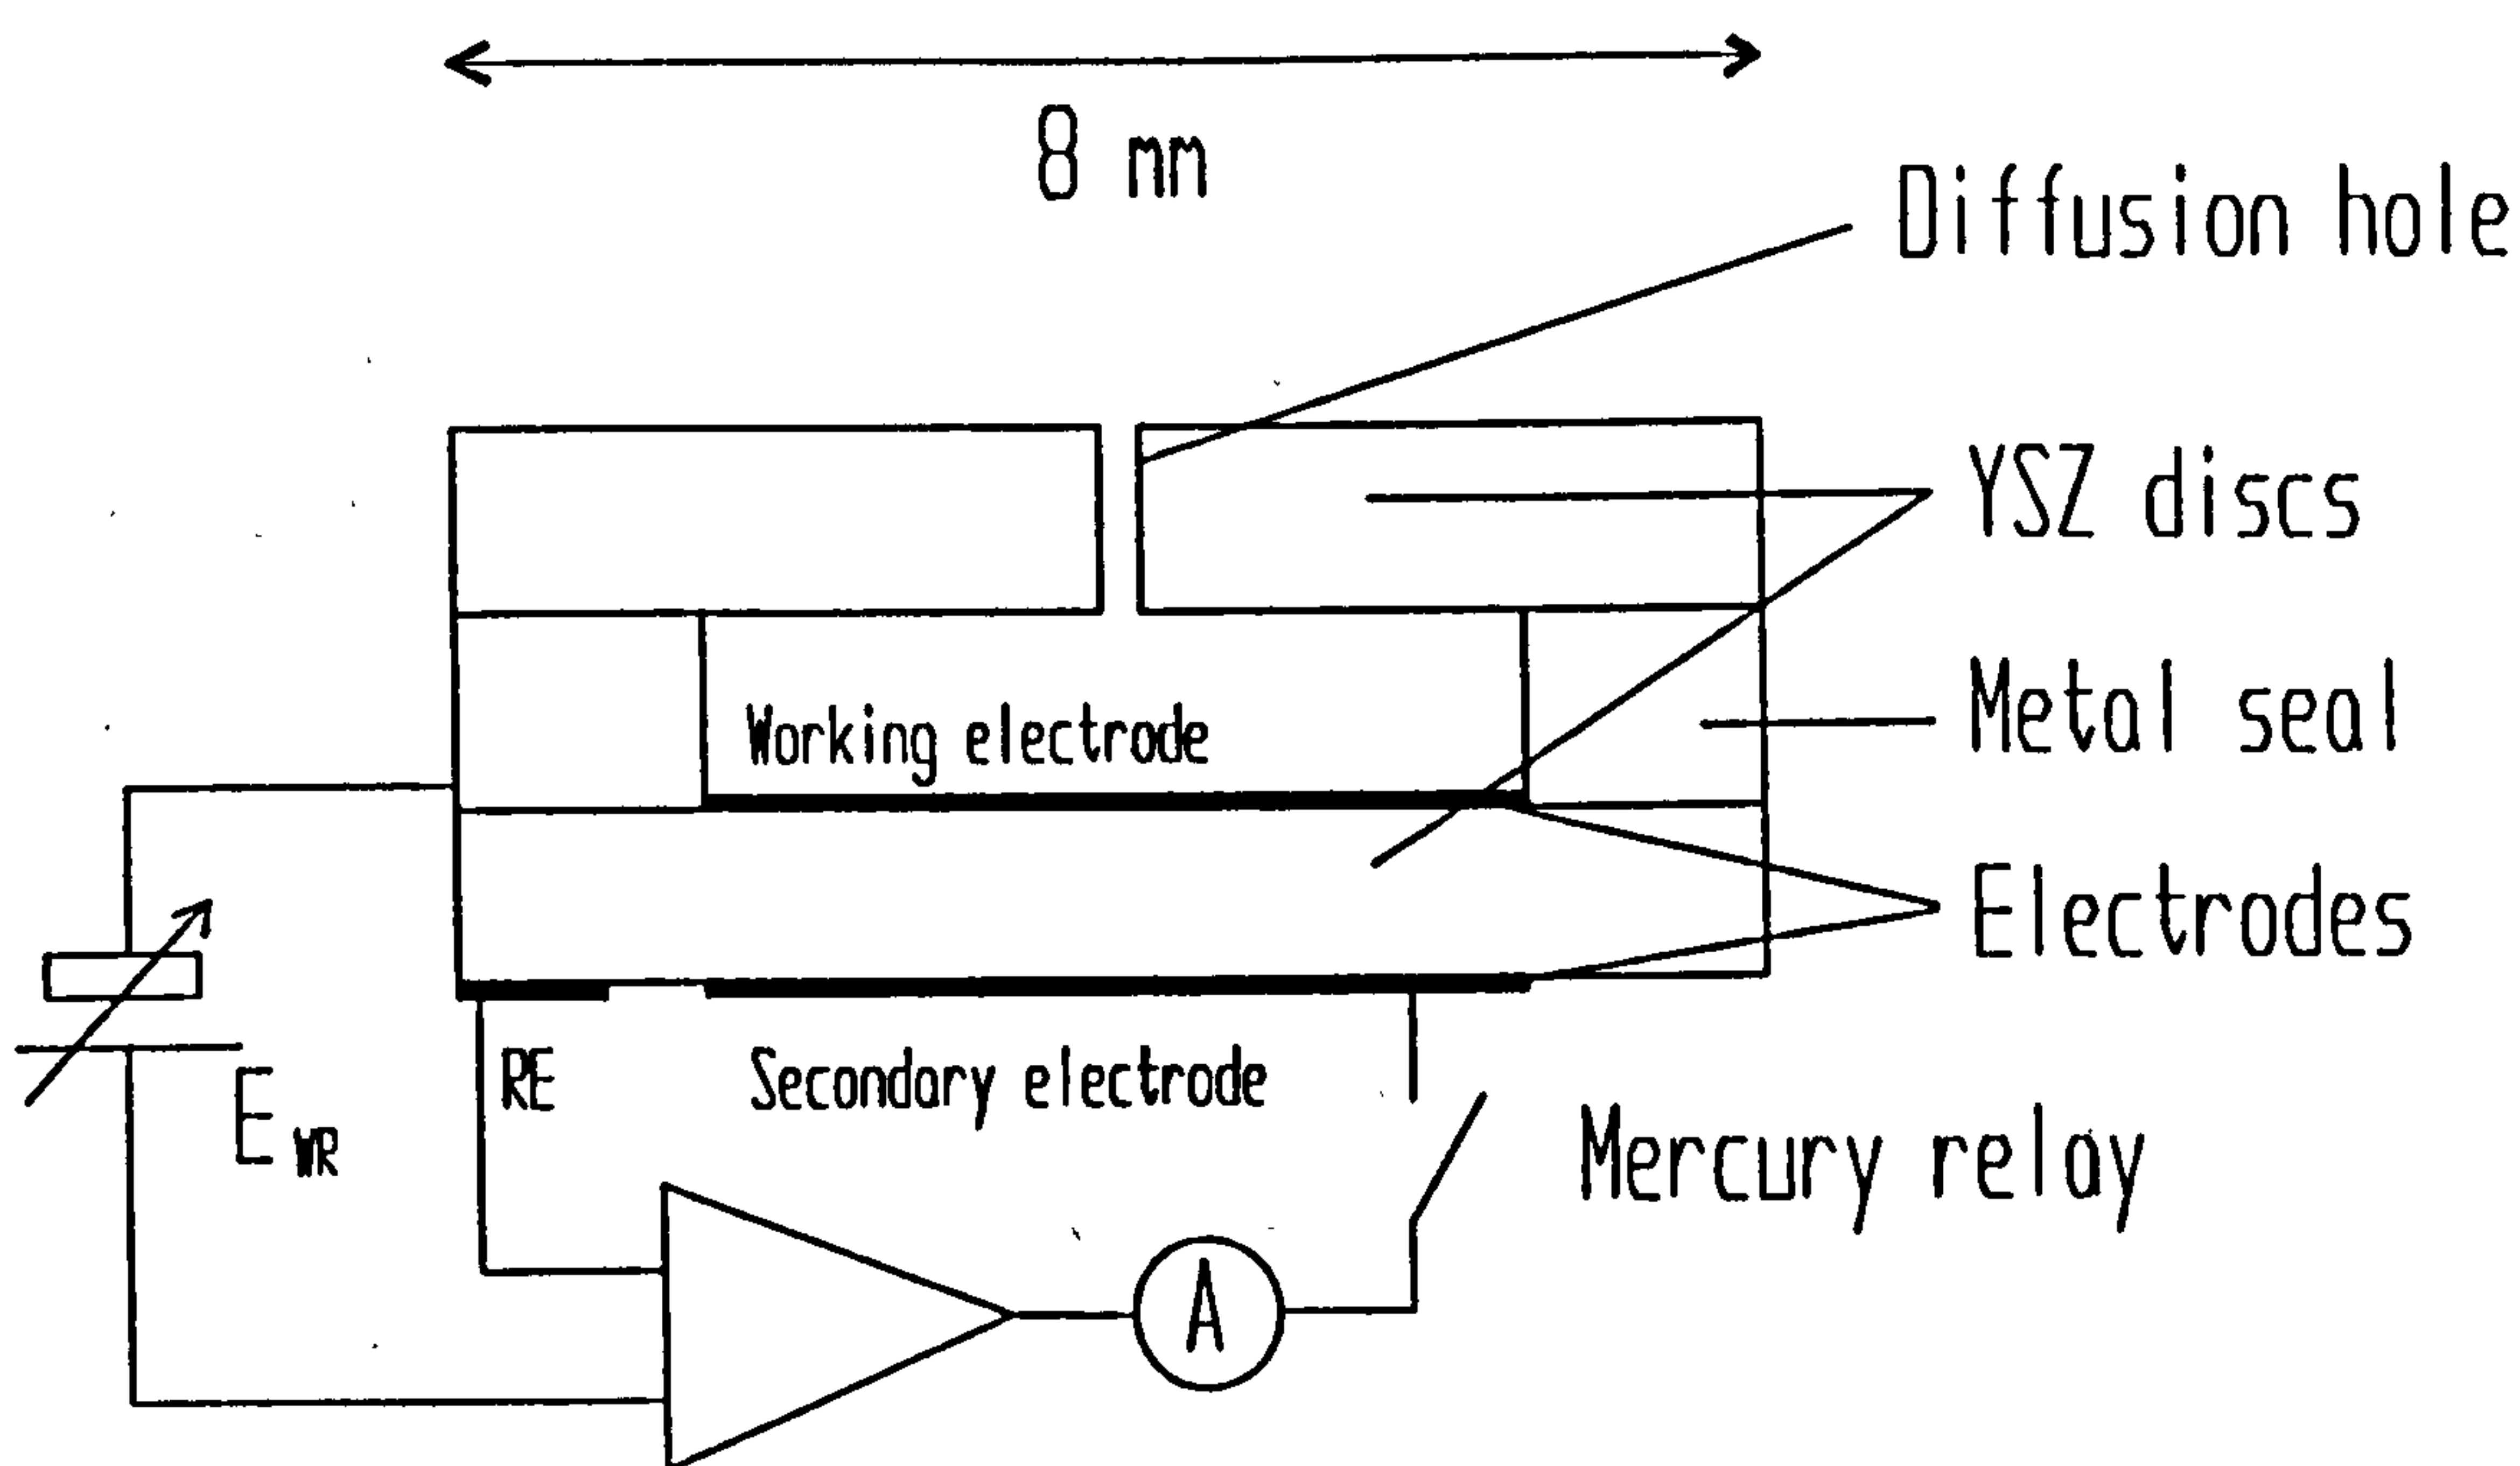 8 mm
Diffusion hole
YSZ discs
Metal seal
Working electrode
Electrodes
E WR
RE
Secondary electrode
Mercury relay
A